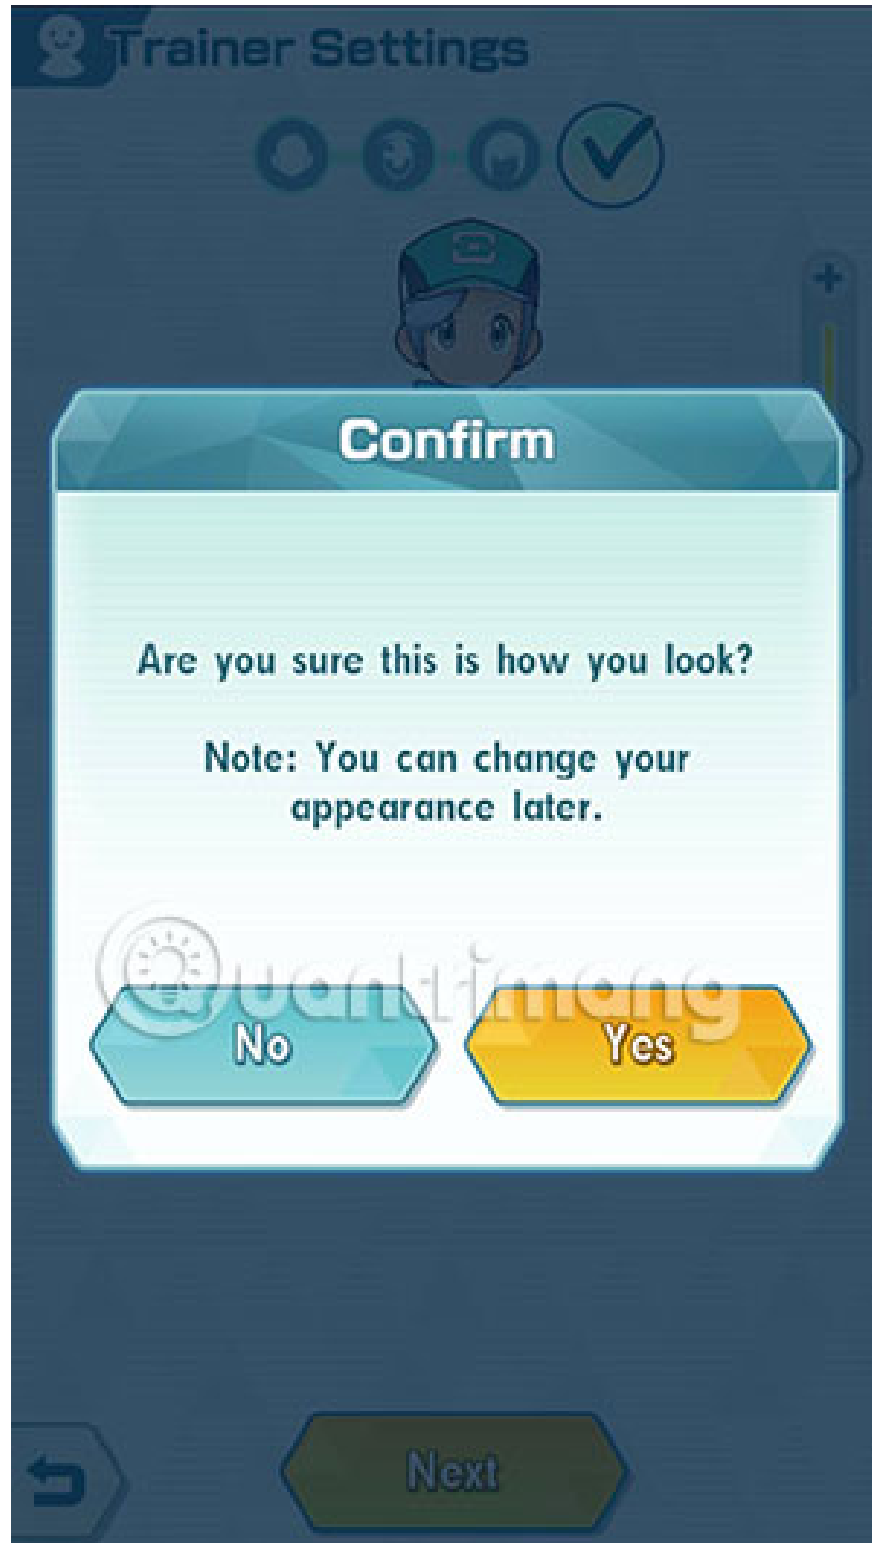 Trainer Settings
Confirm
Are you sure this is how you look?
Note: You can change your
appearance later.
Quantrimang
No
Yes
Next